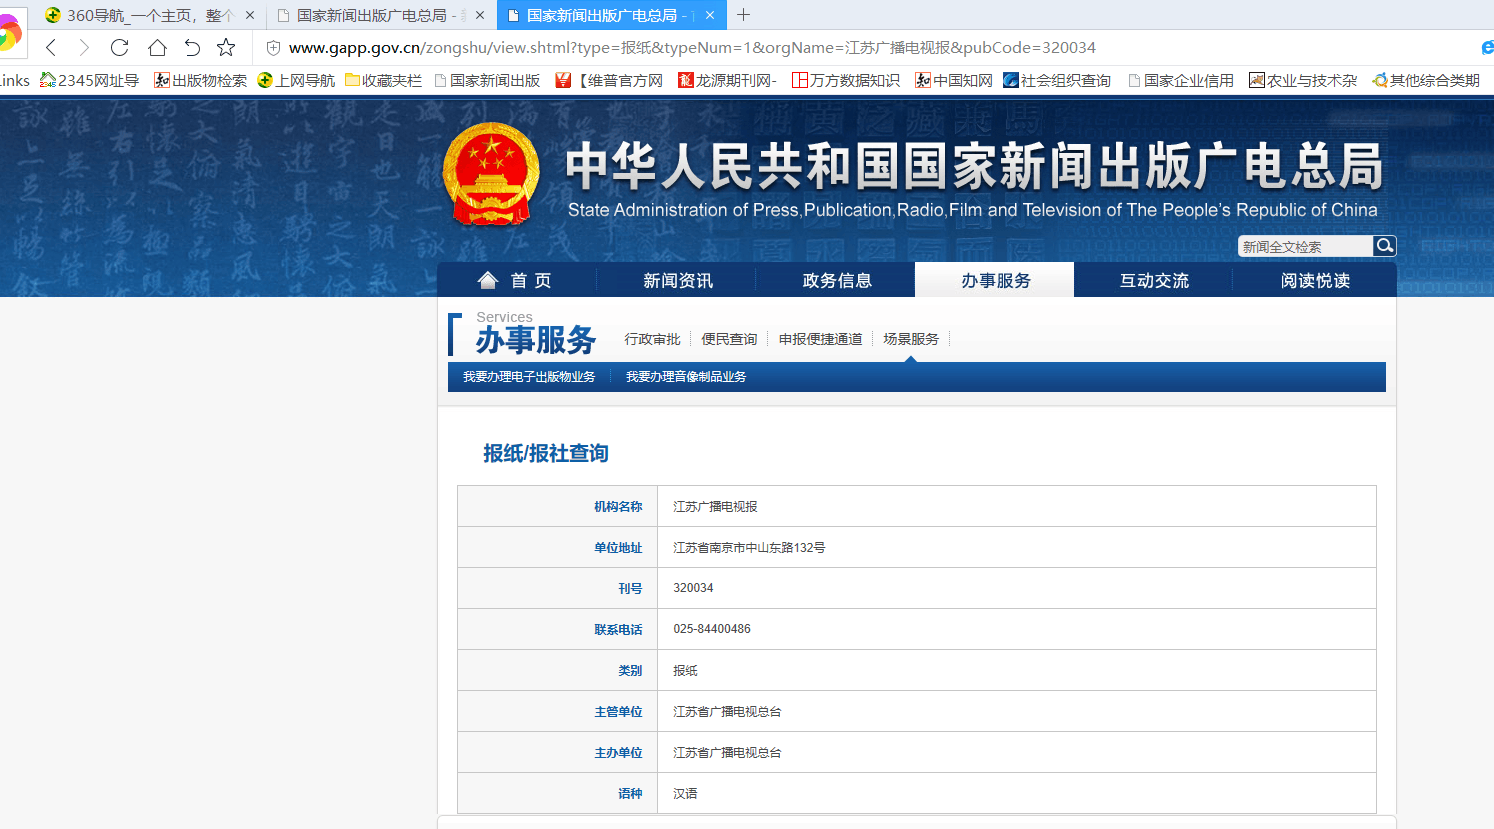 360导航_一个主页，整个
国家新闻出版广电总局 -
国家新闻出版广电总局 -
www.gapp.gov.cn/zongshu/view.shtml?type=报纸&typeNum=1&orgName=江苏广播电视报&pubCode=320034
inks 2345网址导 出版物检索 上网导航 收藏夹栏 国家新闻出版 【维普官方网 龙源期刊网- 万方数据知识 中国知网 社会组织查询 国家企业信用 农业与技术杂 其他综合类期
中华人民共和国国家新闻出版广电总局
State Administration of Press,Publication,Radio,Film and Television of The People's Republic of China
新闻全文检索
首 页 新闻资讯 政务信息 办事服务 互动交流 阅读悦读
Services
办事服务 行政审批 便民查询 申报便捷通道 场景服务
我要办理电子出版物业务 我要办理音像制品业务
报纸/报社查询
机构名称 江苏广播电视报
单位地址 江苏省南京市中山东路132号
刊号 320034
联系电话 025-84400486
类别 报纸
主管单位 江苏省广播电视总台
主办单位 江苏省广播电视总台
语种 汉语